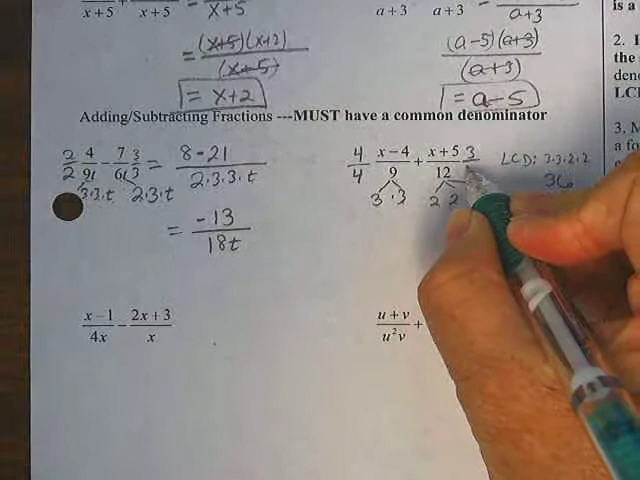 x+5 x+5 x+5
= (x+5)(x+2) / (x+5)
= x+2
a+3 a+3 a+3
(a-5)(a+3) / (a+3)
= a-5
is a
2. I
the
deno
LCI
Adding/Subtracting Fractions ---MUST have a common denominator
3. M
a fo
2/2 4/9t - 7/6t 3/3 = 8-21 / 2·3·3·t
3·3·t 2·3·t
= -13 / 18t
4/4 x-4 / 9 + x+5 / 12 3
3·3 2 2
LCD: 3·3·2·2
36
x-1 / 4x - 2x+3 / x
u+v / u²v +